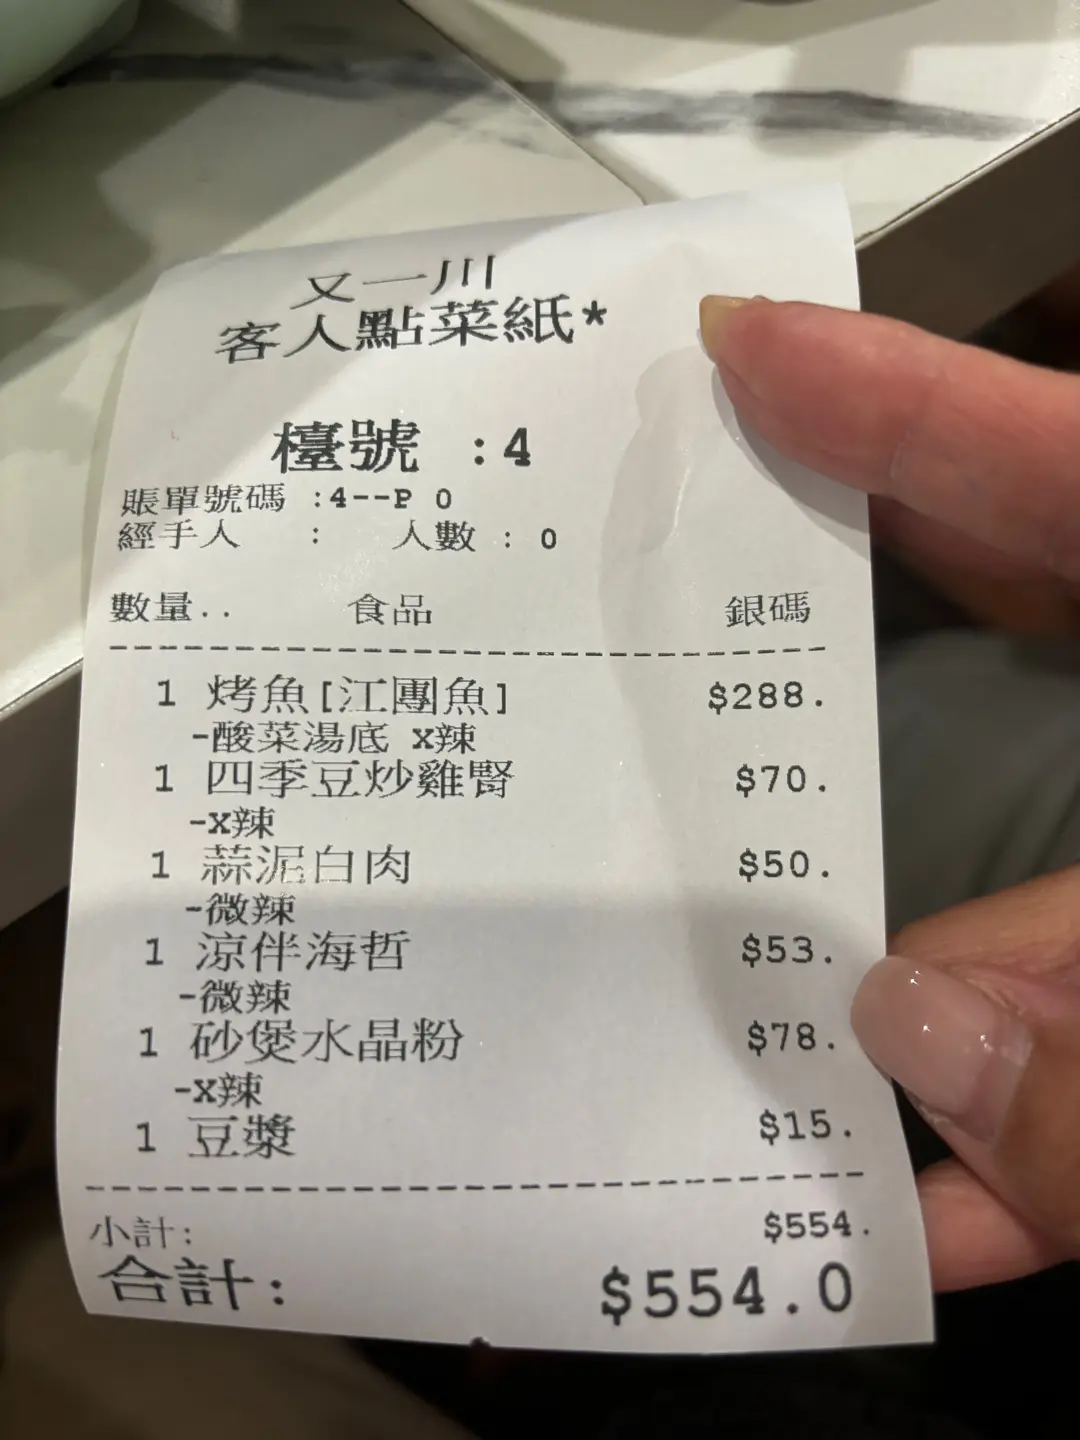 又一川
客人點菜紙*
檯號 :4
賬單號碼 :4--P 0
經手人 : 人數 : 0
數量.. 食品 銀碼
1 烤魚[江團魚] $288.
-酸菜湯底 X辣
1 四季豆炒雞腎 $70.
-X辣
1 蒜泥白肉 $50.
-微辣
1 涼伴海哲 $53.
-微辣
1 砂煲水晶粉 $78.
-X辣
1 豆漿 $15.
小計: $554.
合計: $554.0